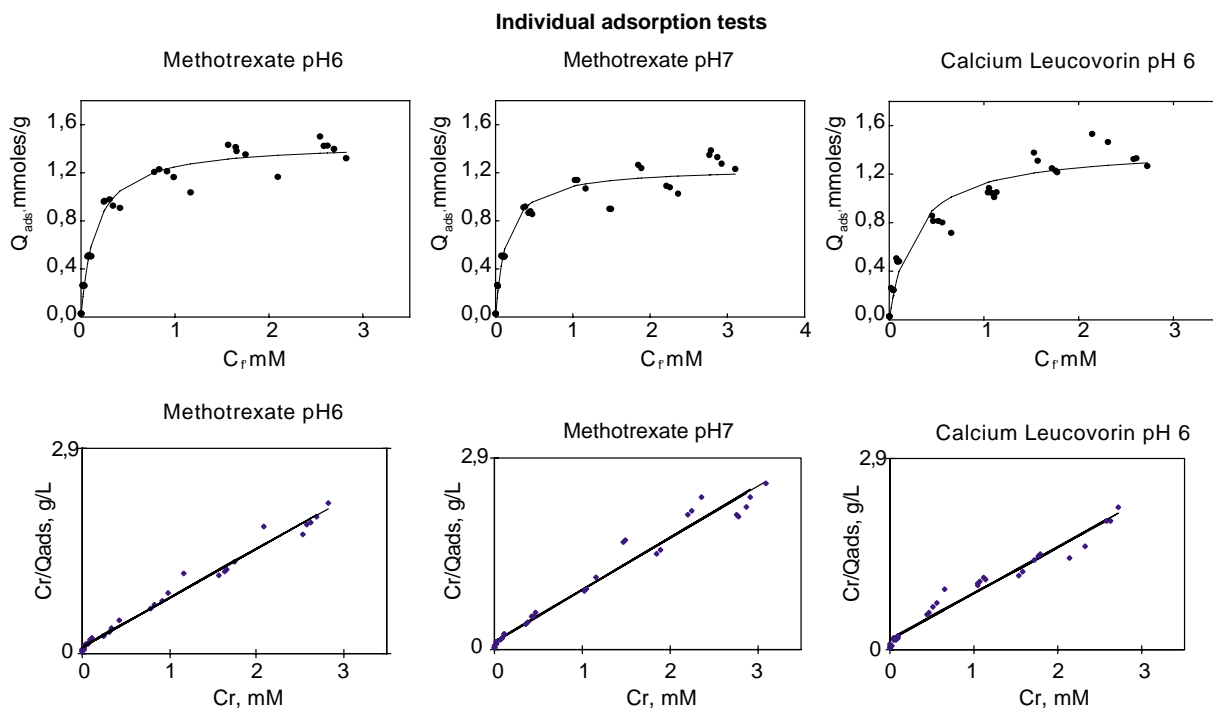 Individual adsorption tests
Methotrexate pH6
Methotrexate pH7
Calcium Leucovorin pH 6
Qads, mmoles/g
1,6
1,2
0,8
0,4
0,0
0 1 2 3
Cf, mM
Qads, mmoles/g
1,6
1,2
0,8
0,4
0,0
0 1 2 3 4
Cf, mM
Qads, mmoles/g
1,6
1,2
0,8
0,4
0,0
0 1 2 3
Cf, mM
Methotrexate pH6
Methotrexate pH7
Calcium Leucovorin pH 6
Cr/Qads, g/L
2,9
0
0 1 2 3
Cr, mM
Cr/Qads, g/L
2,9
0
0 1 2 3
Cr, mM
Cr/Qads, g/L
2,9
0
0 1 2 3
Cr, mM